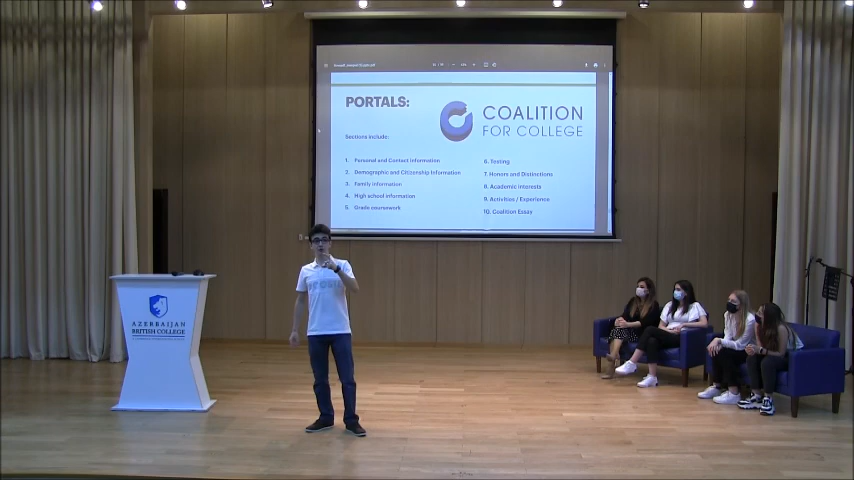 PORTALS:
COALITION
FOR COLLEGE
Sections include:
1. Personal and Contact Information
2. Demographic and Citizenship Information
3. Family information
4. High school information
5. Grade coursework
6. Testing
7. Honors and Distinctions
8. Academic Interests
9. Activities / Experience
10. Coalition Essay
AZERBAIJAN
BRITISH COLLEGE